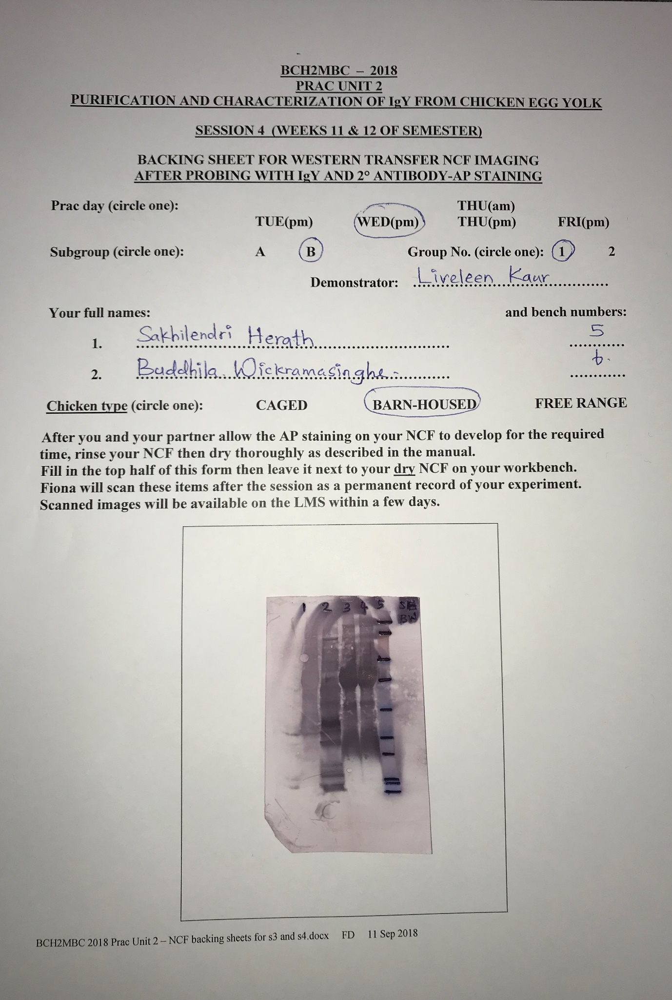 BCH2MBC – 2018
PRAC UNIT 2
PURIFICATION AND CHARACTERIZATION OF IgY FROM CHICKEN EGG YOLK
SESSION 4 (WEEKS 11 & 12 OF SEMESTER)
BACKING SHEET FOR WESTERN TRANSFER NCF IMAGING
AFTER PROBING WITH IgY AND 2° ANTIBODY-AP STAINING
Prac day (circle one): THU(am)
TUE(pm) WED(pm) THU(pm) FRI(pm)
Subgroup (circle one): A B Group No. (circle one): 1 2
Demonstrator: Liveleen Kaur
Your full names: and bench numbers:
1. Sakhilendri Herath 5
2. Buddhila Wickramasinghe 6.
Chicken type (circle one): CAGED BARN-HOUSED FREE RANGE
After you and your partner allow the AP staining on your NCF to develop for the required
time, rinse your NCF then dry thoroughly as described in the manual.
Fill in the top half of this form then leave it next to your dry NCF on your workbench.
Fiona will scan these items after the session as a permanent record of your experiment.
Scanned images will be available on the LMS within a few days.
1 2 3 4 5 SH
BW
BCH2MBC 2018 Prac Unit 2 – NCF backing sheets for s3 and s4.docx FD 11 Sep 2018